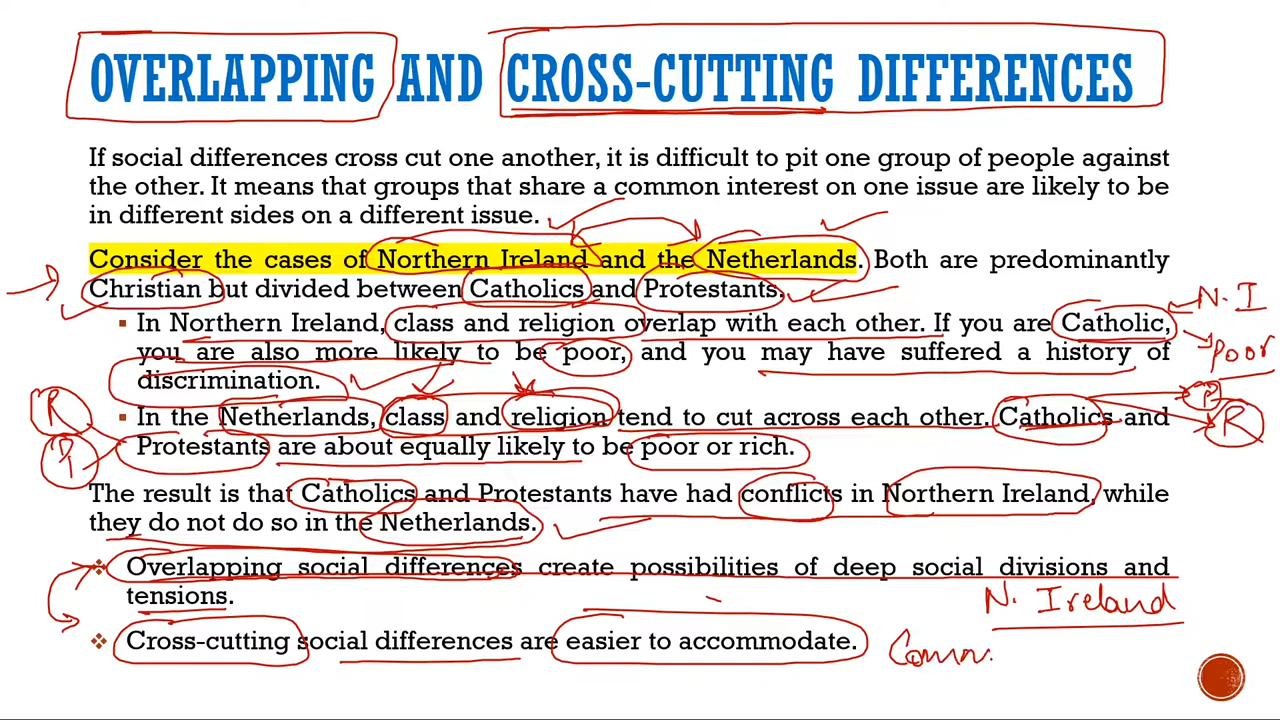 OVERLAPPING AND CROSS-CUTTING DIFFERENCES
If social differences cross cut one another, it is difficult to pit one group of people against
the other. It means that groups that share a common interest on one issue are likely to be
in different sides on a different issue.
Consider the cases of Northern Ireland and the Netherlands. Both are predominantly
Christian but divided between Catholics and Protestants.
N. I
▪ In Northern Ireland, class and religion overlap with each other. If you are Catholic,
you are also more likely to be poor, and you may have suffered a history of
Poor
discrimination.
R
P
▪ In the Netherlands, class and religion tend to cut across each other. Catholics and
R
Protestants are about equally likely to be poor or rich.
P
The result is that Catholics and Protestants have had conflicts in Northern Ireland, while
they do not do so in the Netherlands.
❖ Overlapping social differences create possibilities of deep social divisions and
tensions.
N. Ireland
❖ Cross-cutting social differences are easier to accommodate.